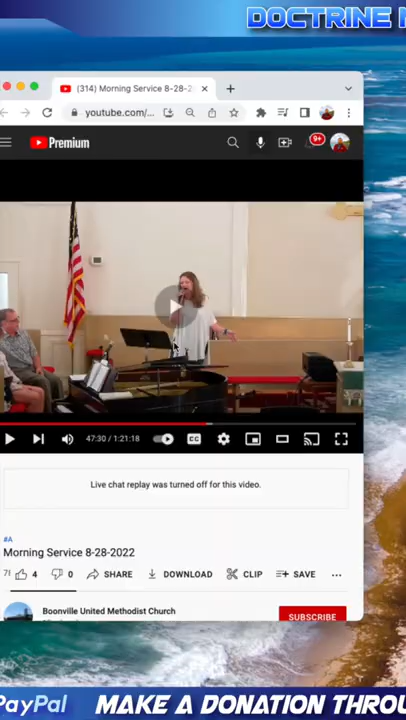 DOCTRINE
(314) Morning Service 8-28-2
youtube.com/...
Premium
9+
47:30 / 1:21:18
CC
Live chat replay was turned off for this video.
#A
Morning Service 8-28-2022
4
0
SHARE
DOWNLOAD
CLIP
SAVE
...
Boonville United Methodist Church
SUBSCRIBE
PayPal
MAKE A DONATION THROU